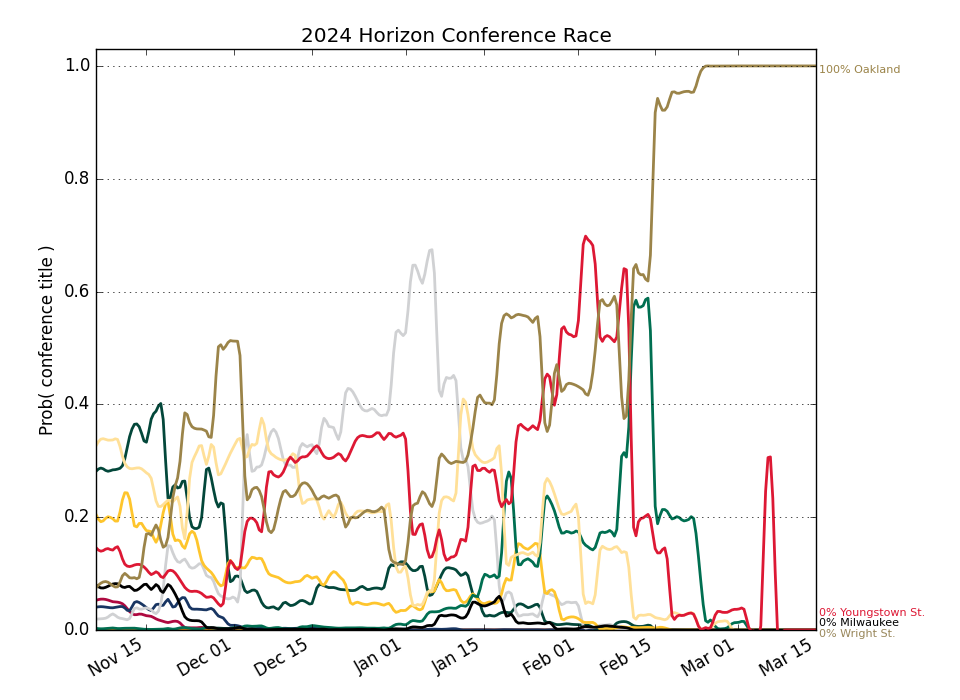 2024 Horizon Conference Race
1.0
0.8
0.6
0.4
0.2
0.0
Prob( conference title )
100% Oakland
0% Youngstown St.
0% Milwaukee
0% Wright St.
Nov 15
Dec 01
Dec 15
Jan 01
Jan 15
Feb 01
Feb 15
Mar 01
Mar 15